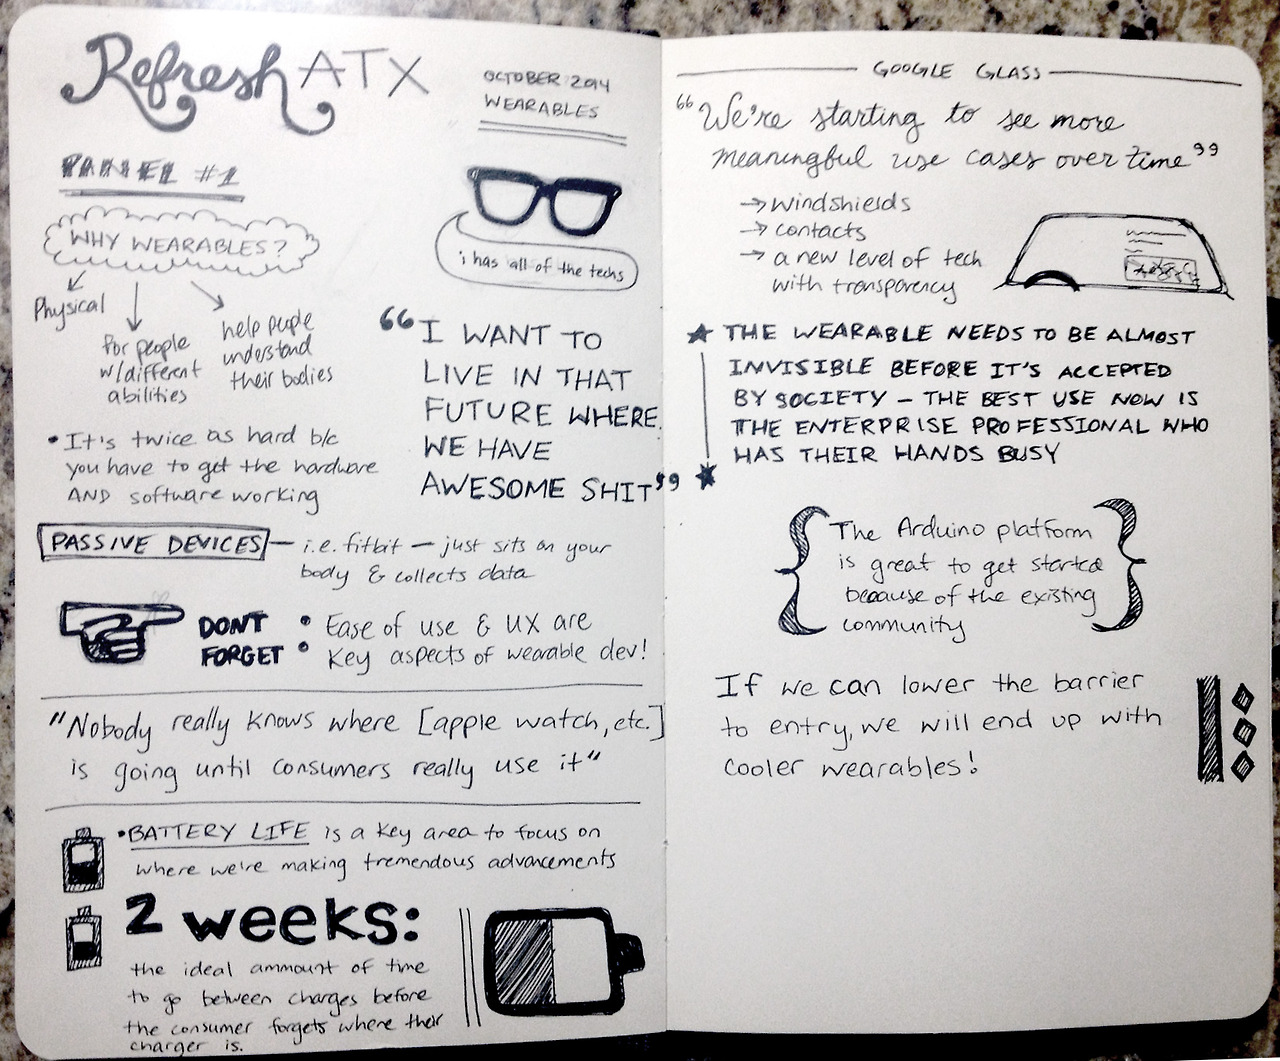 Refresh ATX
OCTOBER 2014
WEARABLES
PANEL #1
WHY WEARABLES?
Physical
for people
w/different
abilities
help people
understand
their bodies
i has all of the techs
“I WANT TO
LIVE IN THAT
FUTURE WHERE
WE HAVE
AWESOME SHIT”
• It's twice as hard b/c
you have to get the hardware
AND software working
PASSIVE DEVICES — i.e. fitbit — just sits on your
body & collects data
DONT
FORGET
: Ease of use & UX are
Key aspects of wearable dev!
"Nobody really knows where [apple watch, etc.]
is going until consumers really use it"
• BATTERY LIFE is a key area to focus on
where we're making tremendous advancements
2 weeks:
the ideal ammount of time
to go between charges before
the consumer forgets where their
charger is.
GOOGLE GLASS
“We're starting to see more
meaningful use cases over time”
→ windshields
→ contacts
→ a new level of tech
with transparency
★ THE WEARABLE NEEDS TO BE ALMOST
INVISIBLE BEFORE IT'S ACCEPTED
BY SOCIETY – THE BEST USE NOW IS
THE ENTERPRISE PROFESSIONAL WHO
★ HAS THEIR HANDS BUSY
{The Arduino platform
is great to get started
because of the existing
community}
If we can lower the barrier
to entry, we will end up with
cooler wearables!